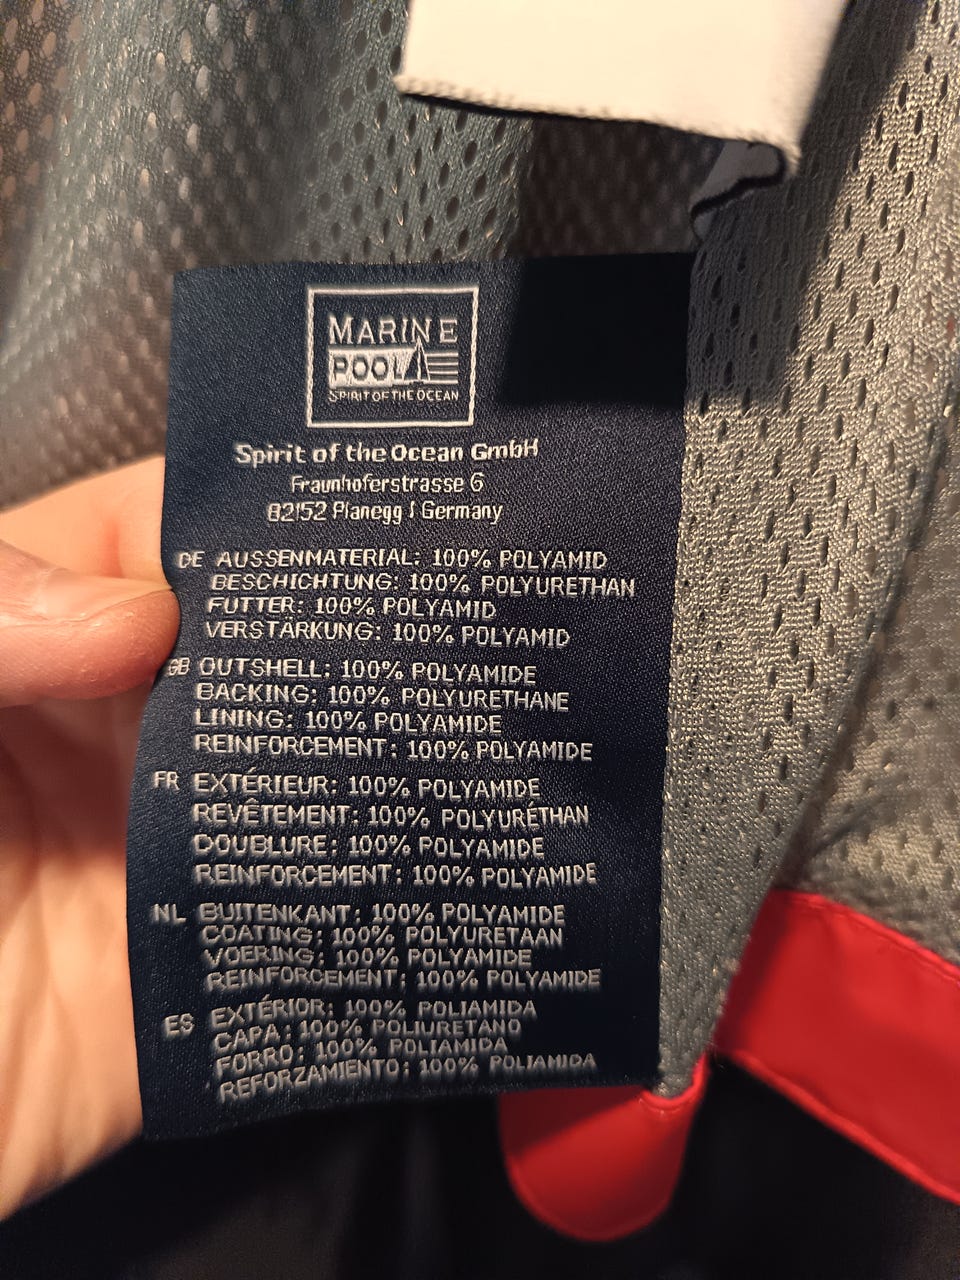 MARINE
POOL
SPIRIT OF THE OCEAN
Spirit of the Ocean GmbH
Fraunhoferstrasse 6
82152 Planegg | Germany
DE AUSSENMATERIAL: 100% POLYAMID
BESCHICHTUNG: 100% POLYURETHAN
FUTTER: 100% POLYAMID
VERSTÄRKUNG: 100% POLYAMID
GB OUTSHELL: 100% POLYAMIDE
BACKING: 100% POLYURETHANE
LINING: 100% POLYAMIDE
REINFORCEMENT: 100% POLYAMIDE
FR EXTÉRIEUR: 100% POLYAMIDE
REVÊTEMENT: 100% POLYURÉTHAN
DOUBLURE: 100% POLYAMIDE
REINFORCEMENT: 100% POLYAMIDE
NL BUITENKANT: 100% POLYAMIDE
COATING: 100% POLYURETAAN
VOERING: 100% POLYAMIDE
REINFORCEMENT: 100% POLYAMIDE
ES EXTÉRIOR: 100% POLIAMIDA
CAPA: 100% POLIURETANO
FORRO: 100% POLIAMIDA
REFORZAMIENTO: 100% POLIAMIDA